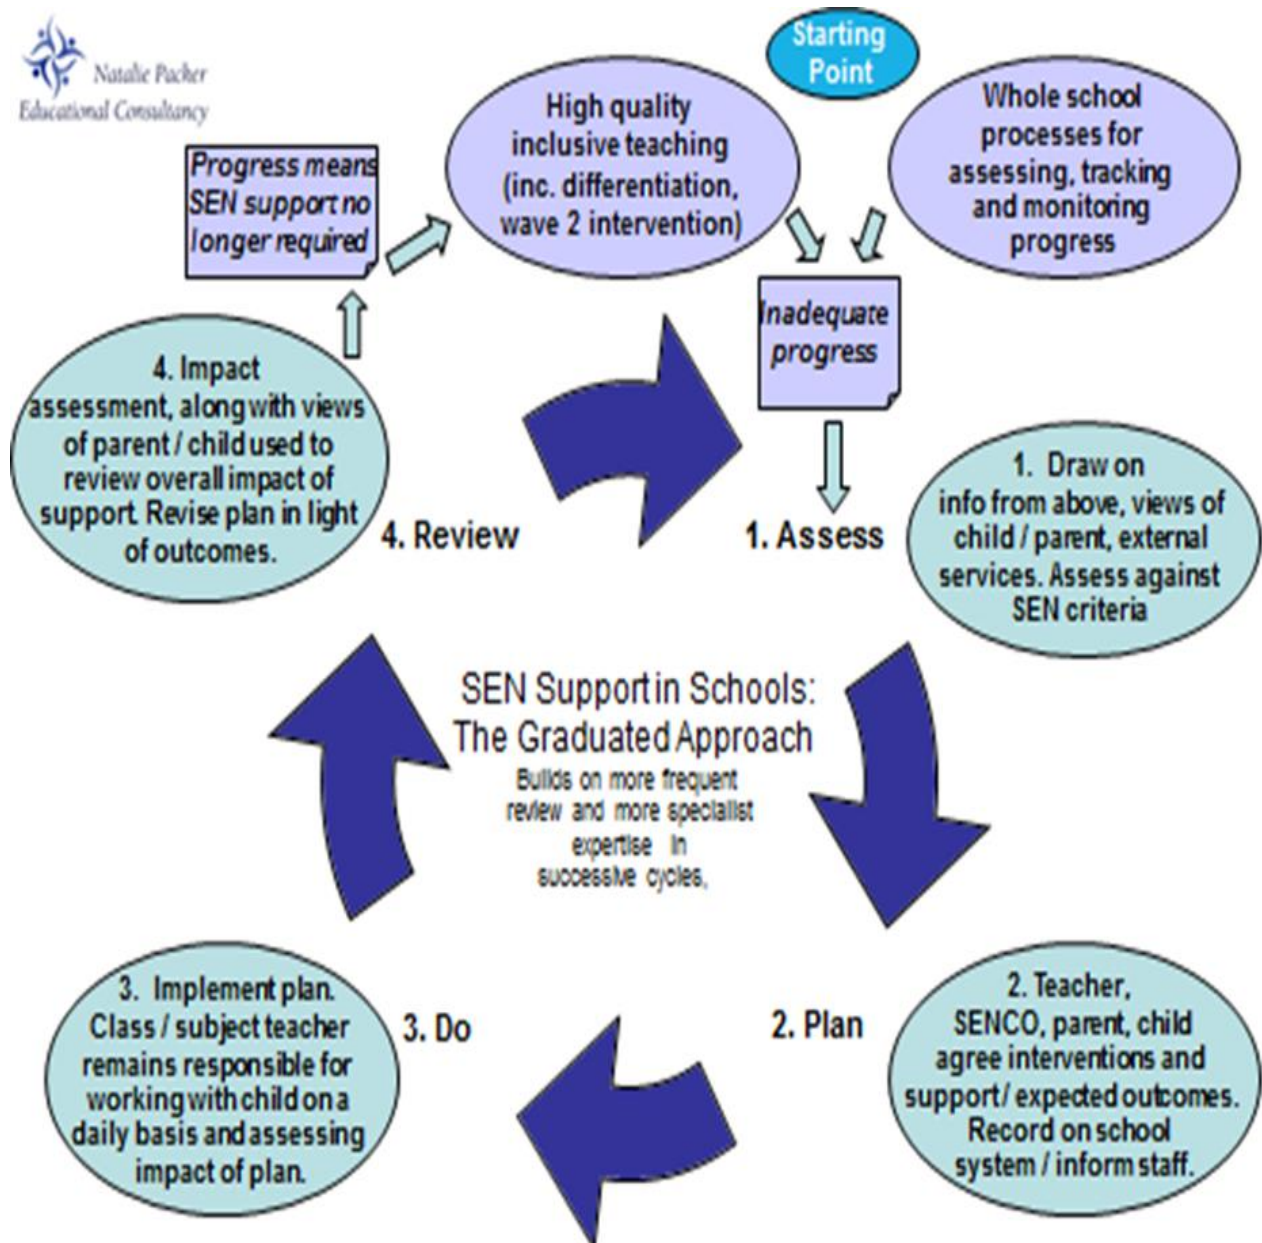 Natalie Packer
Educational Consultancy
Starting
Point
High quality
inclusive teaching
(inc. differentiation,
wave 2 intervention)
Whole school
processes for
assessing, tracking
and monitoring
progress
Progress means
SEN support no
longer required
Inadequate
progress
4. Impact
assessment, along with views
of parent / child used to
review overall impact of
support. Revise plan in light
of outcomes.
4. Review
1. Assess
1. Draw on
info from above, views of
child / parent, external
services. Assess against
SEN criteria
SEN Support in Schools:
The Graduated Approach
Builds on more frequent
review and more specialist
expertise in
successive cycles,
3. Implement plan.
Class / subject teacher
remains responsible for
working with child on a
daily basis and assessing
impact of plan.
3. Do
2. Plan
2. Teacher,
SENCO, parent, child
agree interventions and
support / expected outcomes.
Record on school
system / inform staff.